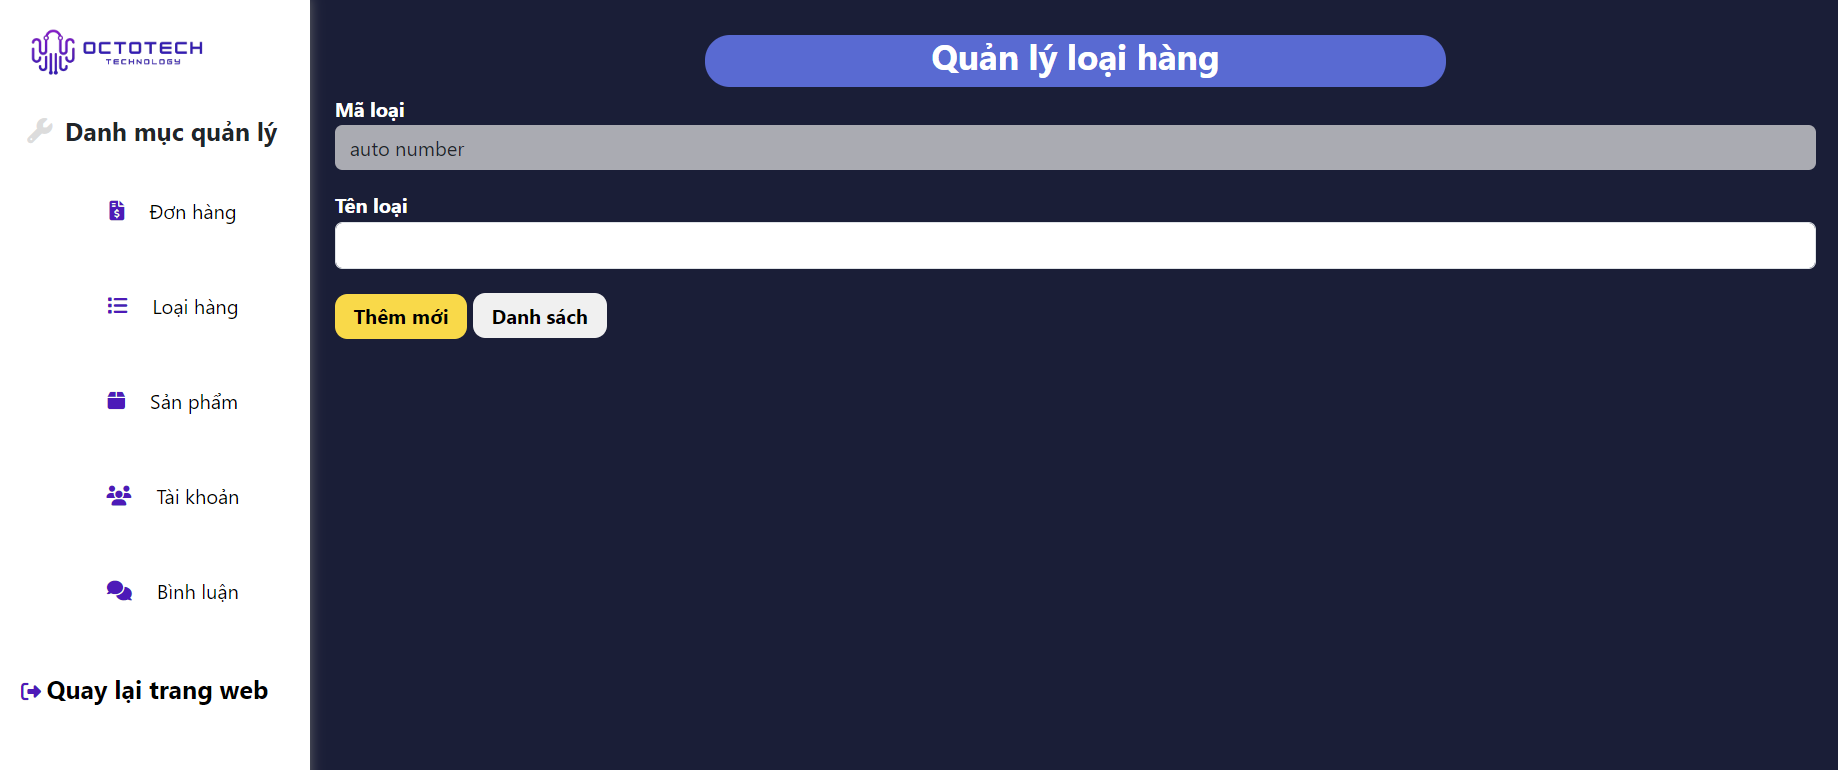 OCTOTECH
TECHNOLOGY
Danh mục quản lý
Đơn hàng
Loại hàng
Sản phẩm
Tài khoản
Bình luận
Quay lại trang web
Quản lý loại hàng
Mã loại
auto number
Tên loại
Thêm mới
Danh sách